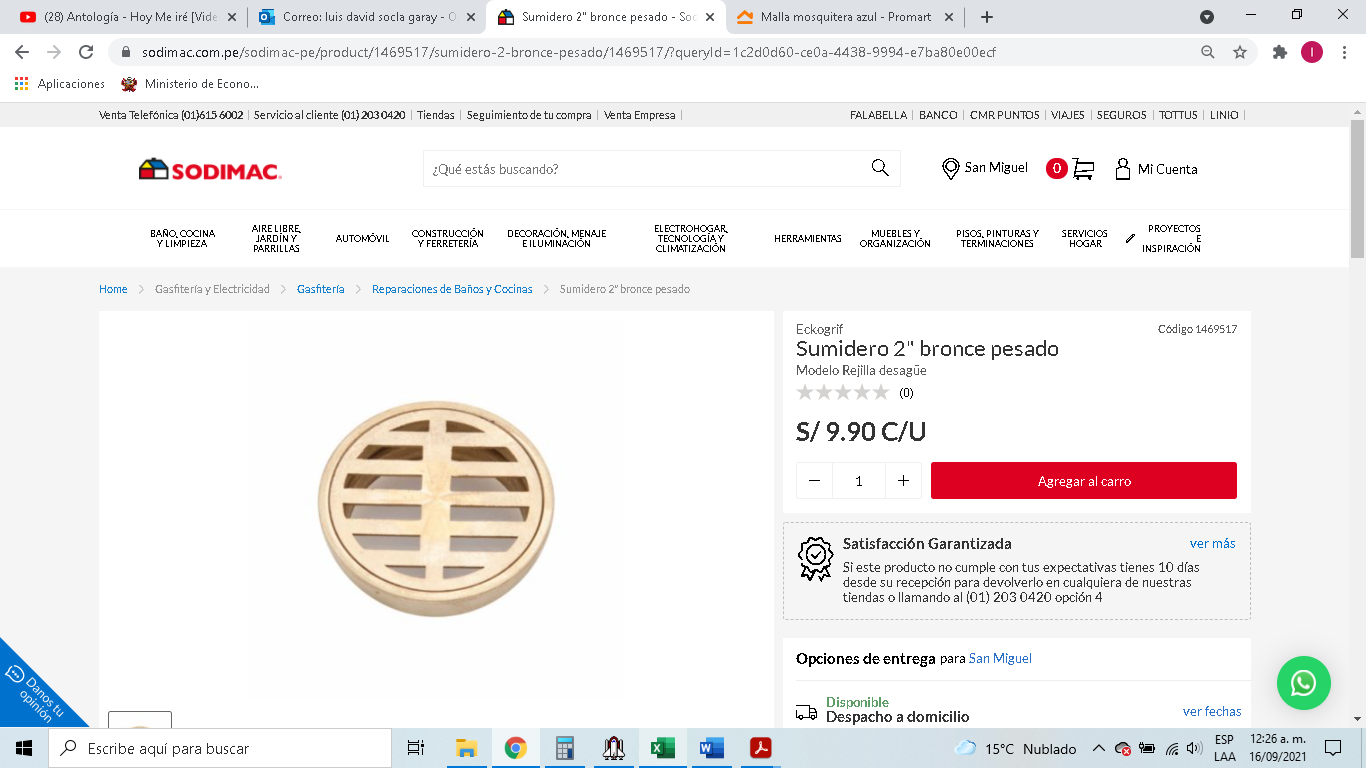 (28) Antología - Hoy Me iré [Vide
Correo: luis david socla garay - O
Sumidero 2" bronce pesado - Sod
Malla mosquitera azul - Promart
sodimac.com.pe/sodimac-pe/product/1469517/sumidero-2-bronce-pesado/1469517/?queryId=1c2d0d60-ce0a-4438-9994-e7ba80e00ecf
I
Aplicaciones
Ministerio de Econo...
Venta Telefónica (01)615 6002
Servicio al cliente (01) 203 0420
Tiendas
Seguimiento de tu compra
Venta Empresa
FALABELLA
BANCO
CMR PUNTOS
VIAJES
SEGUROS
TOTTUS
LINIO
SODIMAC
¿Qué estás buscando?
San Miguel
0
Mi Cuenta
BAÑO, COCINA
Y LIMPIEZA
AIRE LIBRE,
JARDÍN Y
PARRILLAS
AUTOMÓVIL
CONSTRUCCIÓN
Y FERRETERÍA
DECORACIÓN, MENAJE
E ILUMINACIÓN
ELECTROHOGAR,
TECNOLOGÍA Y
CLIMATIZACIÓN
HERRAMIENTAS
MUEBLES Y
ORGANIZACIÓN
PISOS, PINTURAS Y
TERMINACIONES
SERVICIOS
HOGAR
PROYECTOS
E
INSPIRACIÓN
Home
Gasfitería y Electricidad
Gasfitería
Reparaciones de Baños y Cocinas
Sumidero 2" bronce pesado
Eckogrif
Código 1469517
Sumidero 2" bronce pesado
Modelo Rejilla desagüe
(0)
S/ 9.90 C/U
1
Agregar al carro
Satisfacción Garantizada
ver más
Si este producto no cumple con tus expectativas tienes 10 días
desde su recepción para devolverlo en cualquiera de nuestras
tiendas o llamando al (01) 203 0420 opción 4
Opciones de entrega para San Miguel
Disponible
Despacho a domicilio
ver fechas
Danos tu
opinión
Escribe aquí para buscar
15°C Nublado
ESP
LAA
12:26 a. m.
16/09/2021